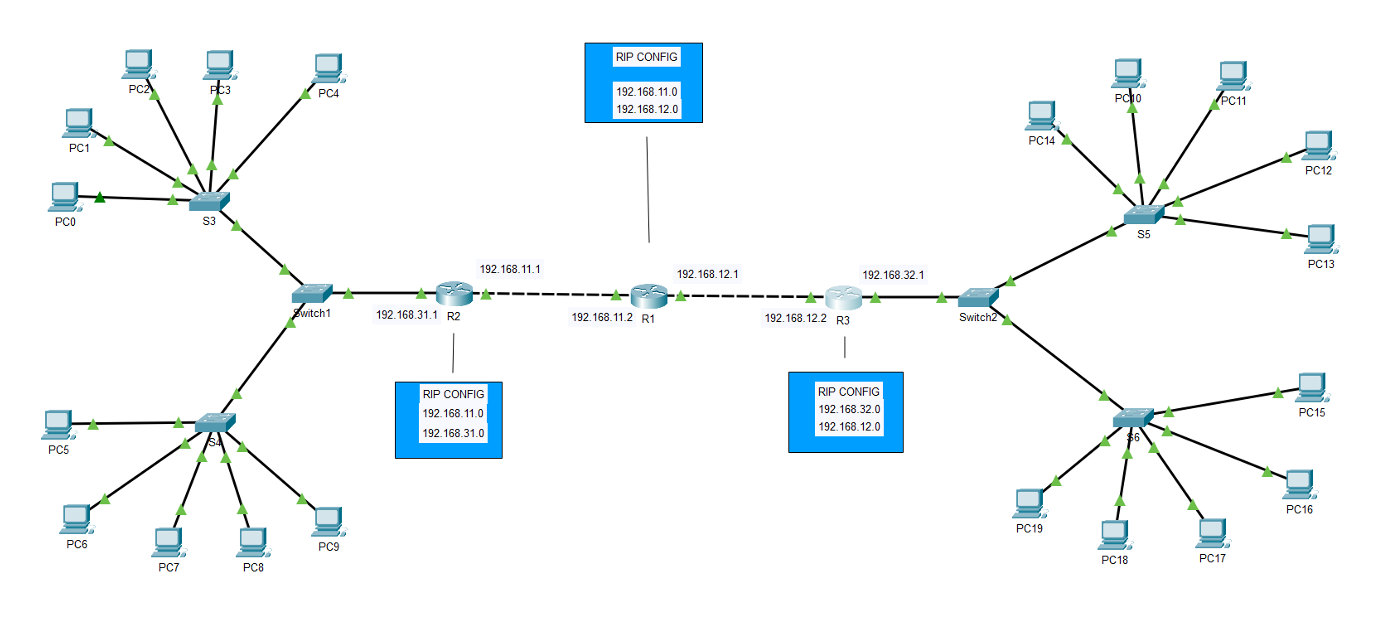 RIP CONFIG
192.168.11.0
192.168.12.0
PC2
PC3
PC4
PC1
PC0
S3
PC10
PC11
PC14
PC12
PC13
S5
192.168.11.1
192.168.12.1
192.168.32.1
Switch1
192.168.31.1
R2
192.168.11.2
R1
192.168.12.2
R3
Switch2
RIP CONFIG
192.168.11.0
192.168.31.0
RIP CONFIG
192.168.32.0
192.168.12.0
S4
PC5
PC6
PC7
PC8
PC9
S6
PC15
PC16
PC19
PC18
PC17